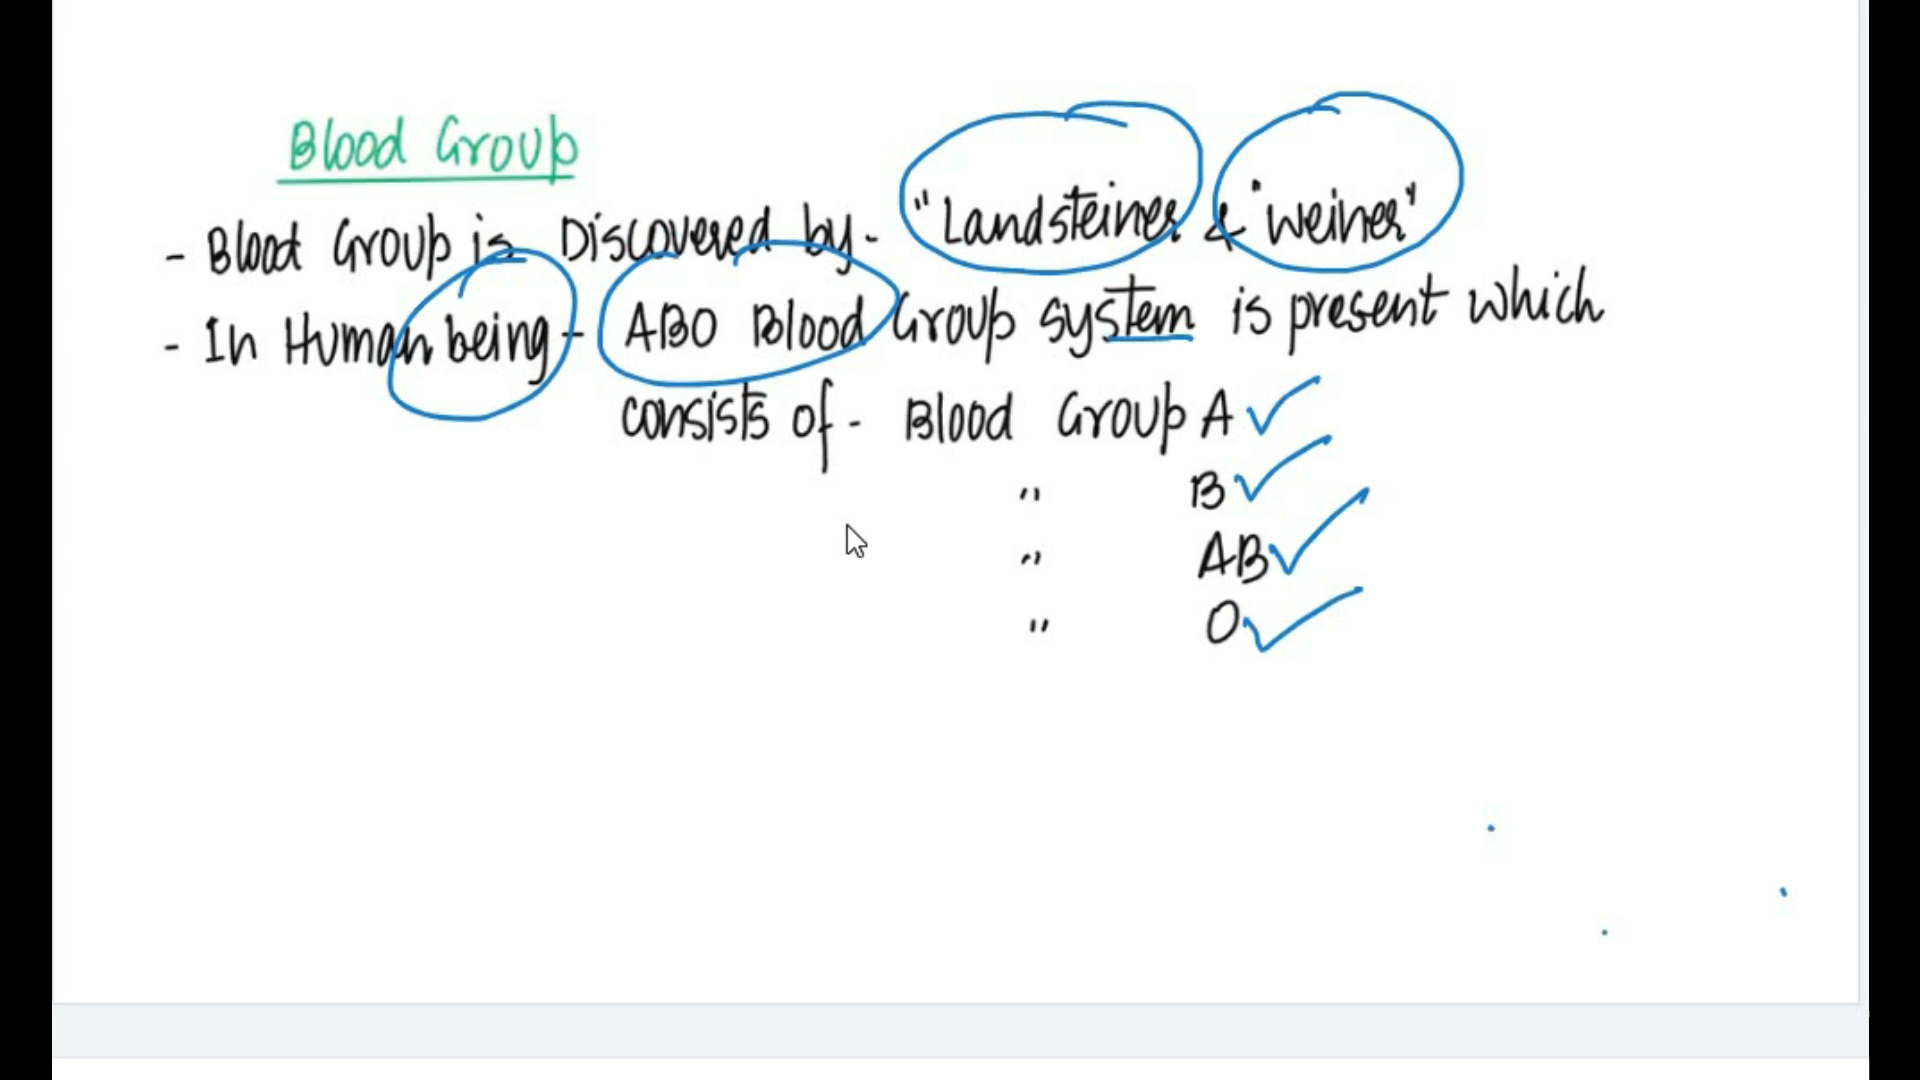 Blood Group
- Blood Group is Discovered by- "Landsteiner & "Weiner"
- In Human being - ABO Blood Group system is present which
consists of - Blood Group A
" B
" AB
" O